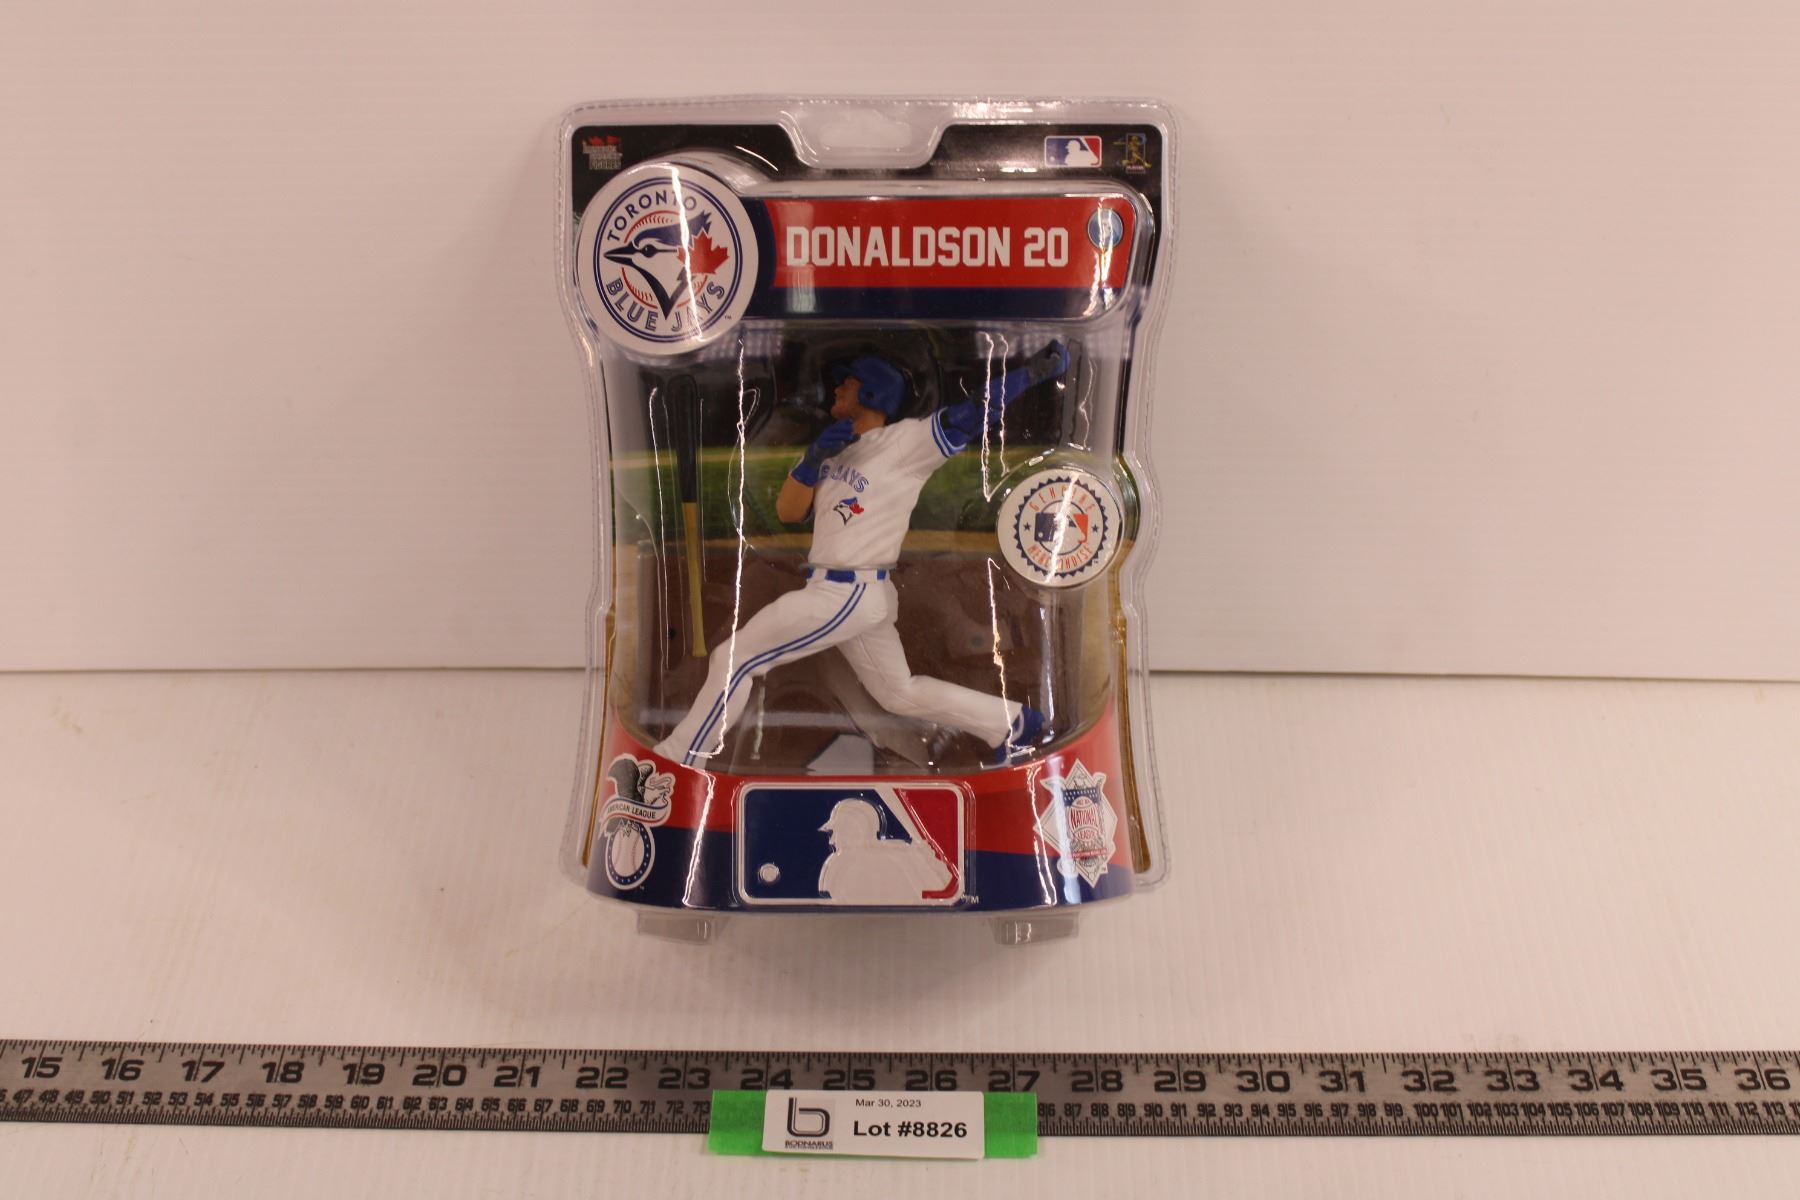 TORONTO
BLUE JAYS
DONALDSON 20
JAYS
GENUINE
MERCHANDISE
AMERICAN LEAGUE
NATIONAL
LEAGUE
TM
15 16 17 18 19 20 21 22 23 24 25 26 27 28 29 30 31 32 33 34 35 36
Mar 30, 2023
Lot #8826
BODNARUS